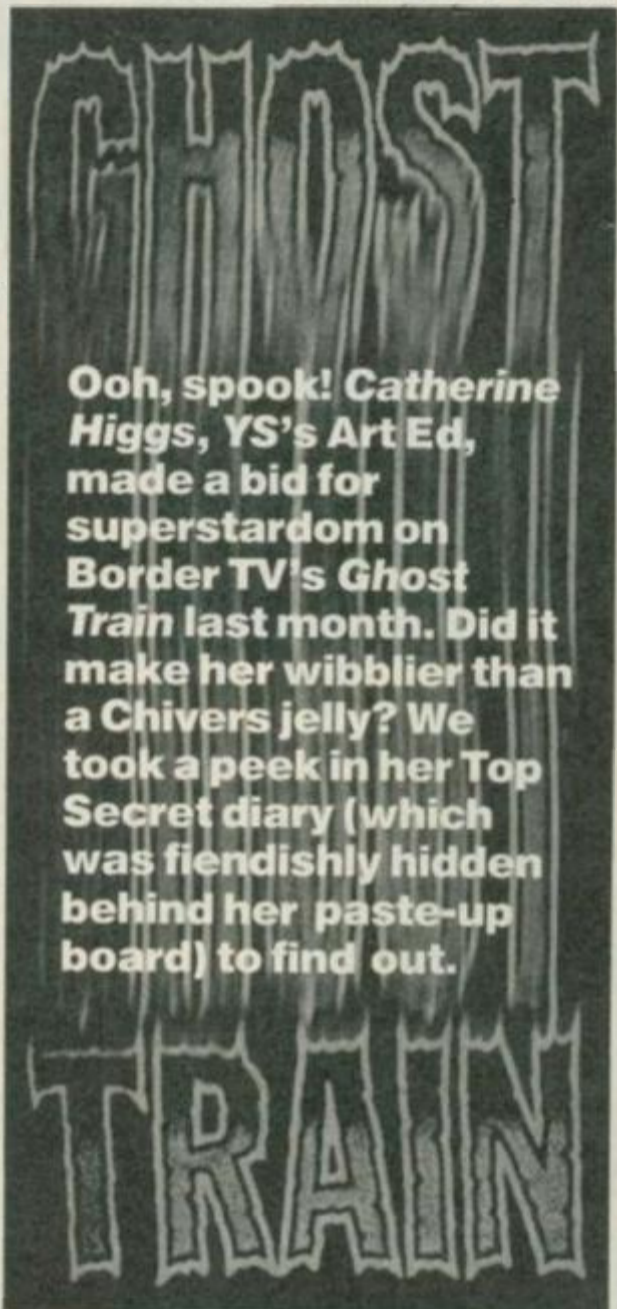 GHOST
Ooh, spook! Catherine
Higgs, YS's Art Ed,
made a bid for
superstardom on
Border TV's Ghost
Train last month. Did it
make her wibblier than
a Chivers jelly? We
took a peek in her Top
Secret diary (which
was fiendishly hidden
behind her paste-up
board) to find out.
TRAIN